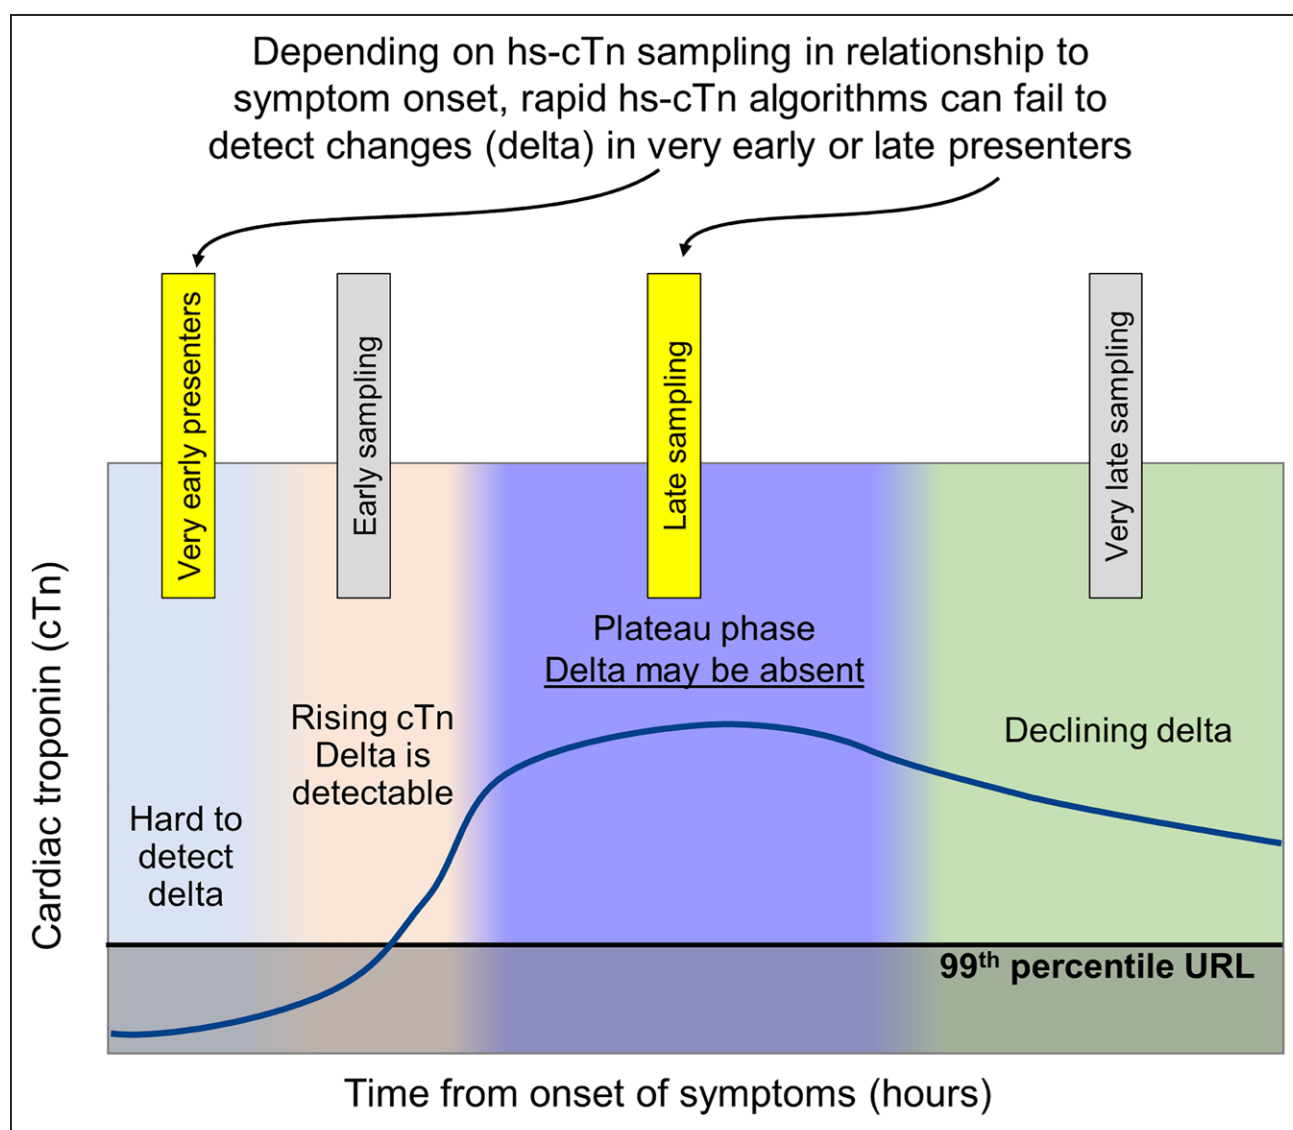 Depending on hs-cTn sampling in relationship to
symptom onset, rapid hs-cTn algorithms can fail to
detect changes (delta) in very early or late presenters
Very early presenters
Early sampling
Late sampling
Very late sampling
Plateau phase
Delta may be absent
Rising cTn
Delta is
detectable
Declining delta
Hard to
detect
delta
99th percentile URL
Cardiac troponin (cTn)
Time from onset of symptoms (hours)